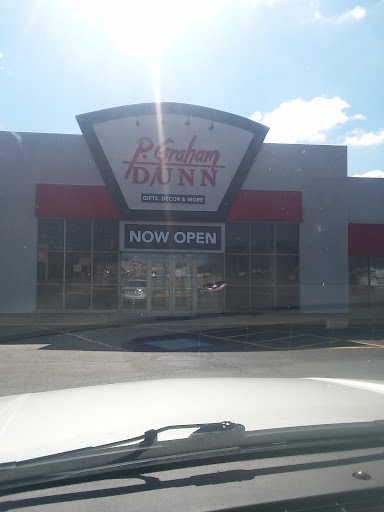 P. Graham
DUNN
GIFTS, DECOR & MORE
NOW OPEN